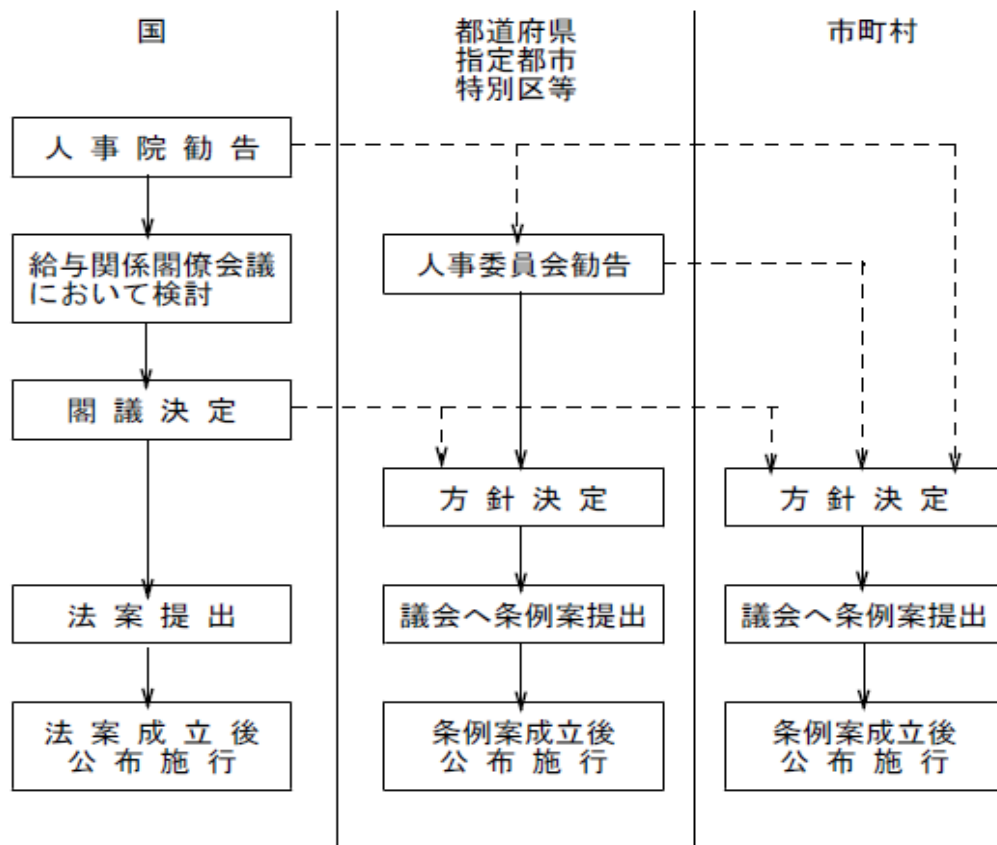 国
都道府県
指定都市
特別区等
市町村
人事院勧告
給与関係閣僚会議
において検討
人事委員会勧告
閣議決定
方針決定
方針決定
法案提出
議会へ条例案提出
議会へ条例案提出
法案成立後
公布施行
条例案成立後
公布施行
条例案成立後
公布施行